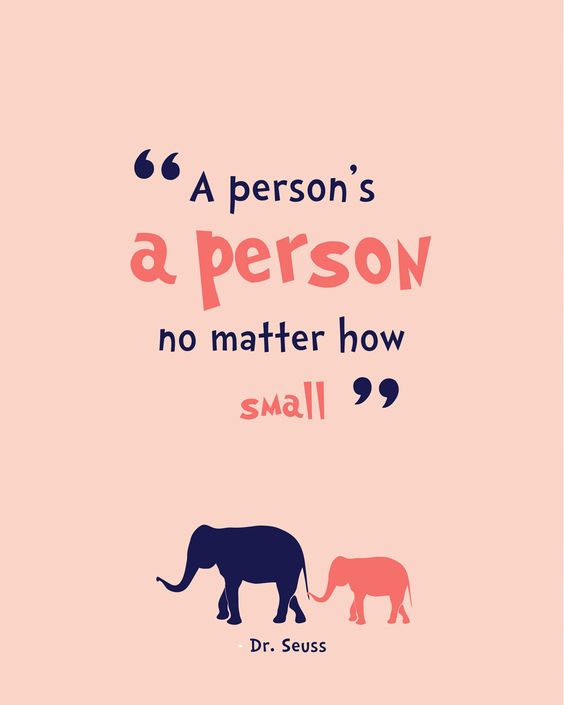 “ A person’s
a person
no matter how
small ”
- Dr. Seuss